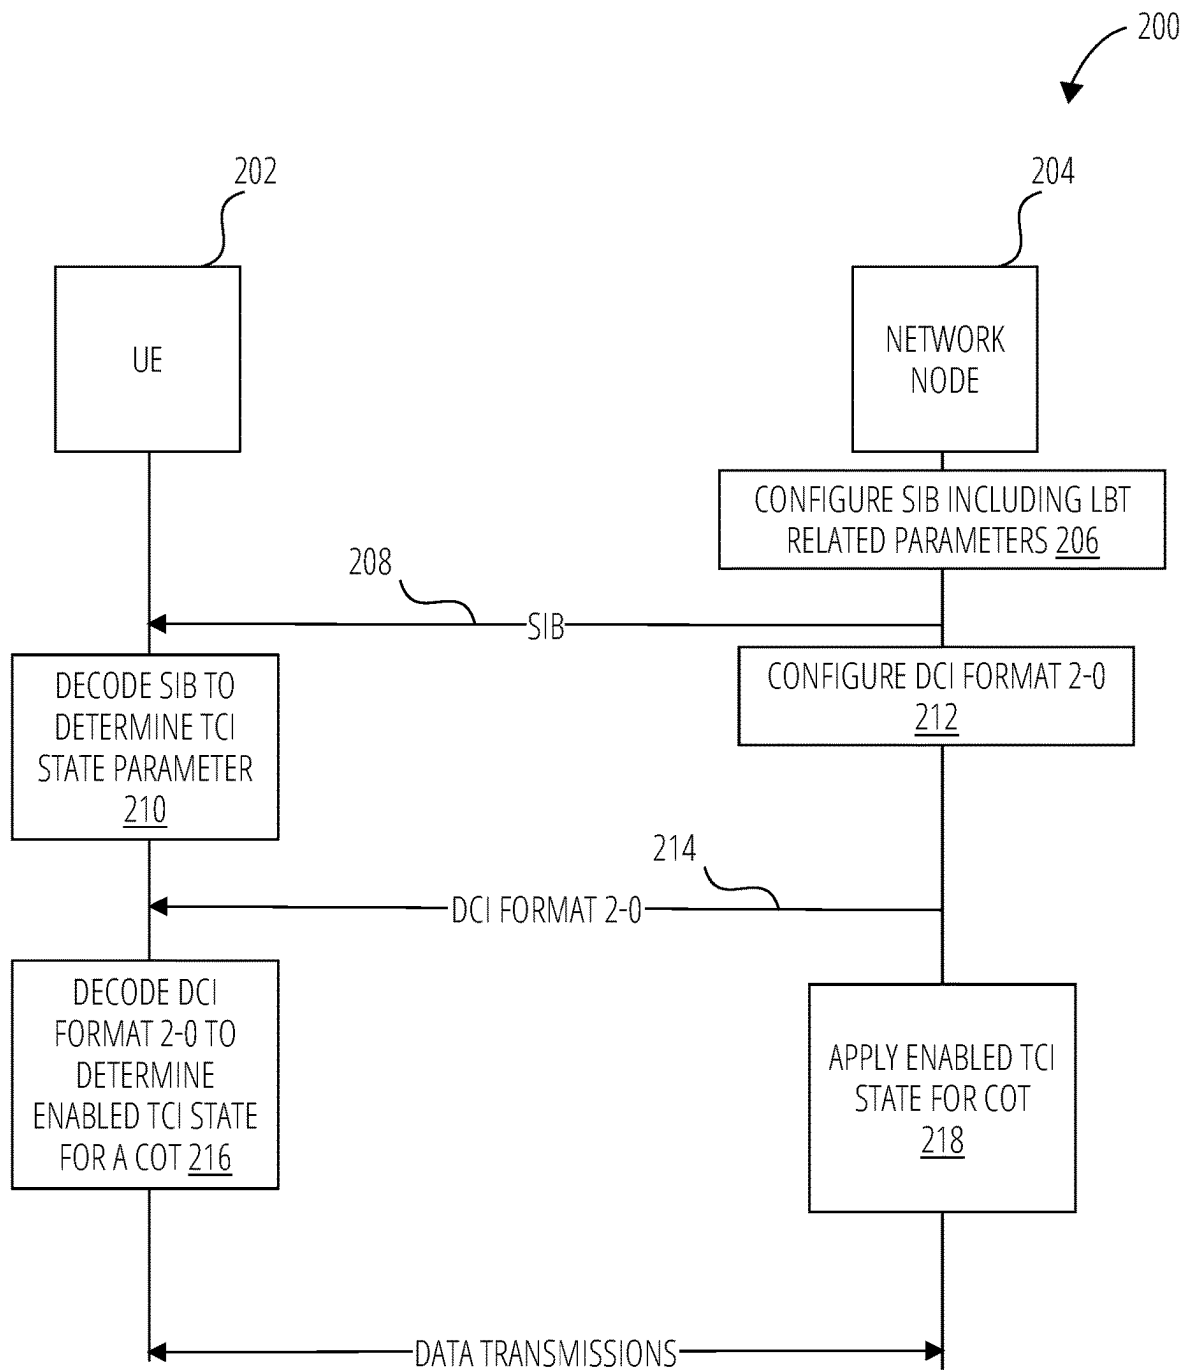 200
202
204
UE
NETWORK
NODE
CONFIGURE SIB INCLUDING LBT
RELATED PARAMETERS 206
208
SIB
DECODE SIB TO
DETERMINE TCI
STATE PARAMETER
210
CONFIGURE DCI FORMAT 2-0
212
214
DCI FORMAT 2-0
DECODE DCI
FORMAT 2-0 TO
DETERMINE
ENABLED TCI STATE
FOR A COT 216
APPLY ENABLED TCI
STATE FOR COT
218
DATA TRANSMISSIONS